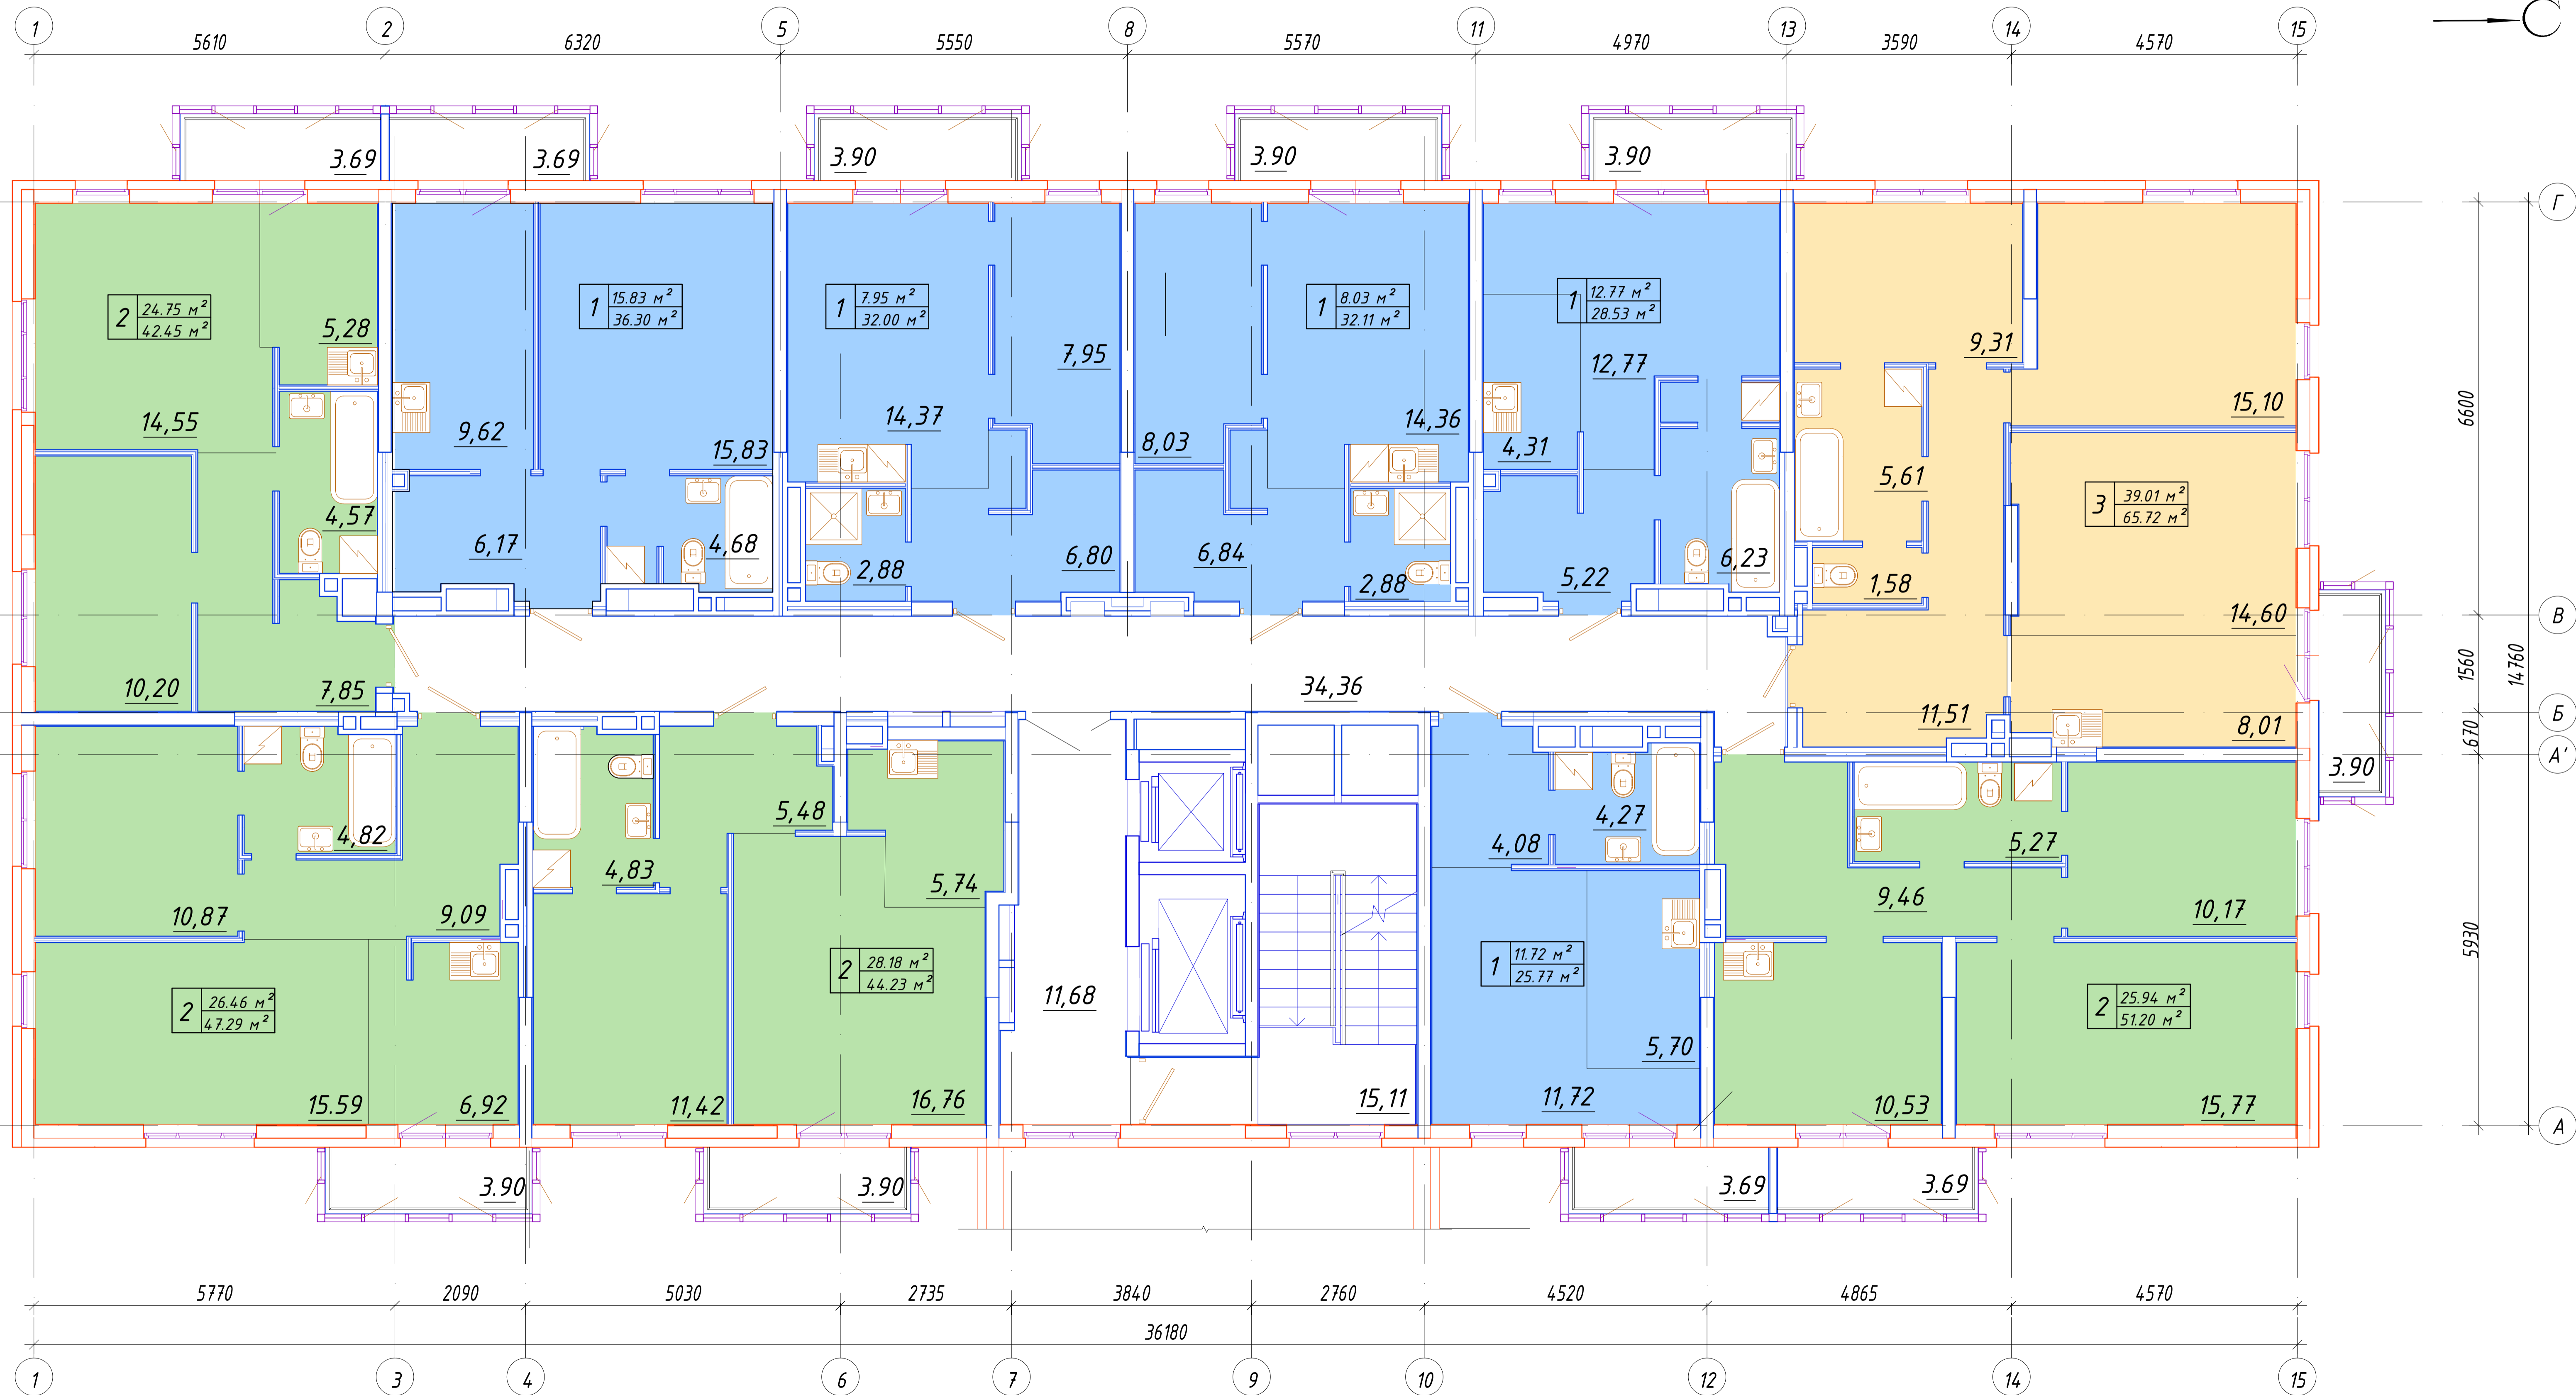 1 2 5 8 11 13 14 15
5610 6320 5550 5570 4970 3590 4570
С
3.69 3.69 3.90 3.90 3.90
Г
2 24.75 м² 42.45 м²
1 15.83 м² 36.30 м²
1 7.95 м² 32.00 м²
1 8.03 м² 32.11 м²
1 12.77 м² 28.53 м²
5,28 7,95 12,77 9,31
14,55 9,62 15,83 14,37 8,03 14,36 4,31 15,10
6600
5,61
3 39.01 м² 65.72 м²
4,57 6,17 4,68 2,88 6,80 6,84 2,88 5,22 6,23 1,58
14,60
В
10,20 7,85 34,36 11,51 8,01
1560
14760
Б
670
А'
3.90
4,82 5,48 4,08 4,27 5,27
4,83 5,74
10,87 9,09 9,46 10,17
5930
2 26.46 м² 47.29 м²
2 28.18 м² 44.23 м²
11,68
1 11.72 м² 25.77 м²
2 25.94 м² 51.20 м²
5,70
15.59 6,92 11,42 16,76 15,11 11,72 10,53 15,77
А
3.90 3.90 3.69 3.69
5770 2090 5030 2735 3840 2760 4520 4865 4570
36180
1 3 4 6 7 9 10 12 14 15